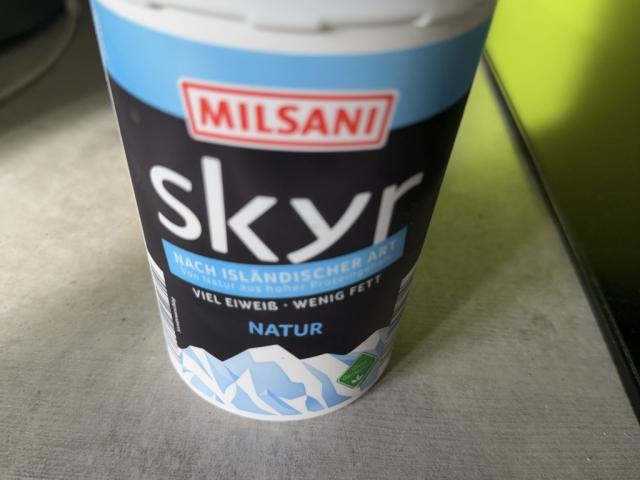 MILSANI
skyr
NACH ISLÄNDISCHER ART
Von Natur aus hoher Proteingehalt
VIEL EIWEIß · WENIG FETT
NATUR